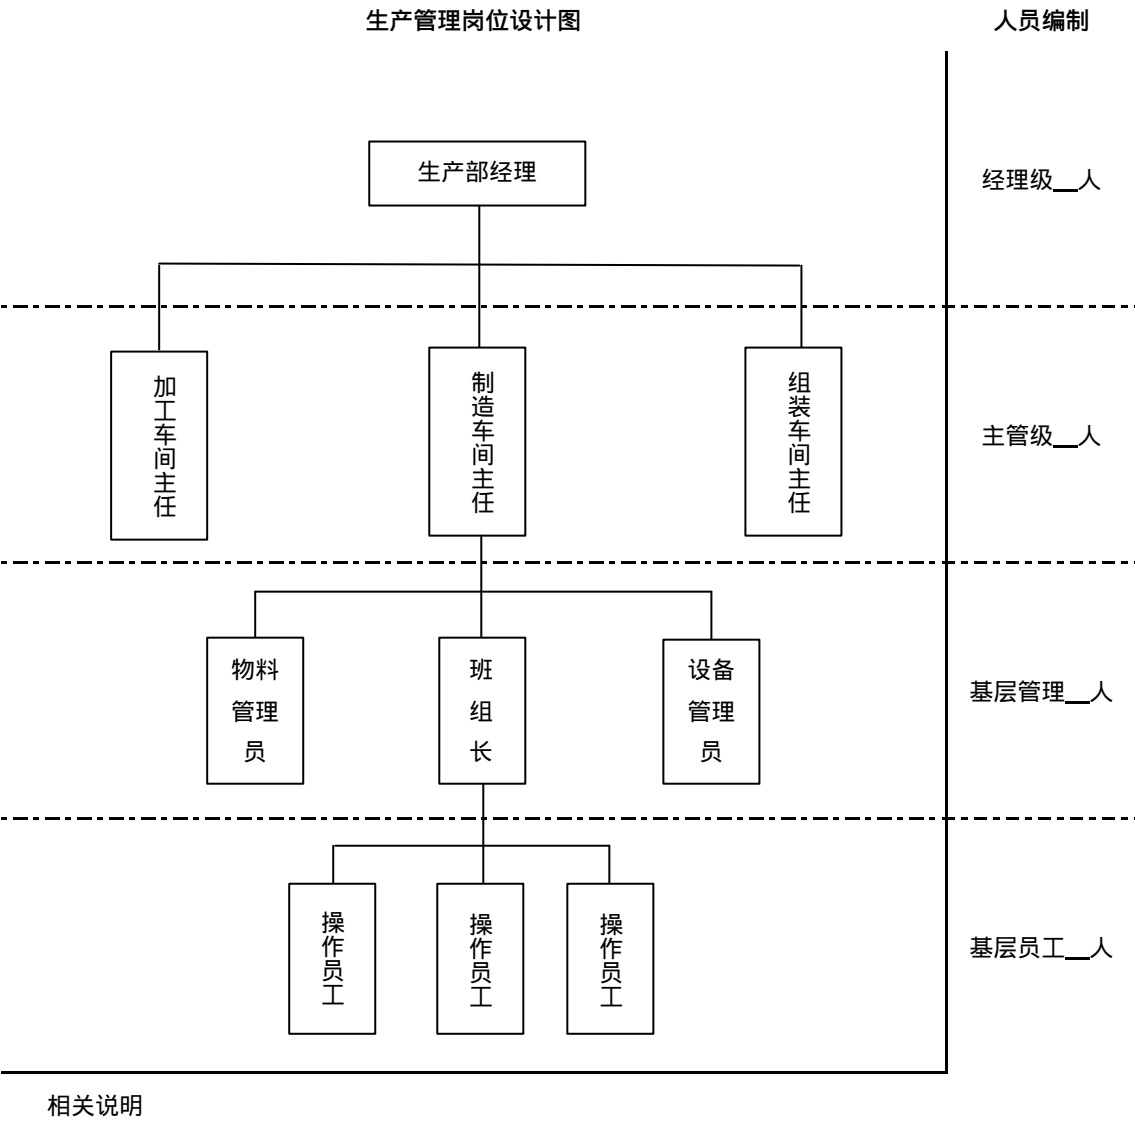 生产管理岗位设计图
人员编制
生产部经理
经理级__人
加工车间主任
制造车间主任
组装车间主任
主管级__人
物料
管理
员
班
组
长
设备
管理
员
基层管理__人
操作员工
操作员工
操作员工
基层员工__人
相关说明